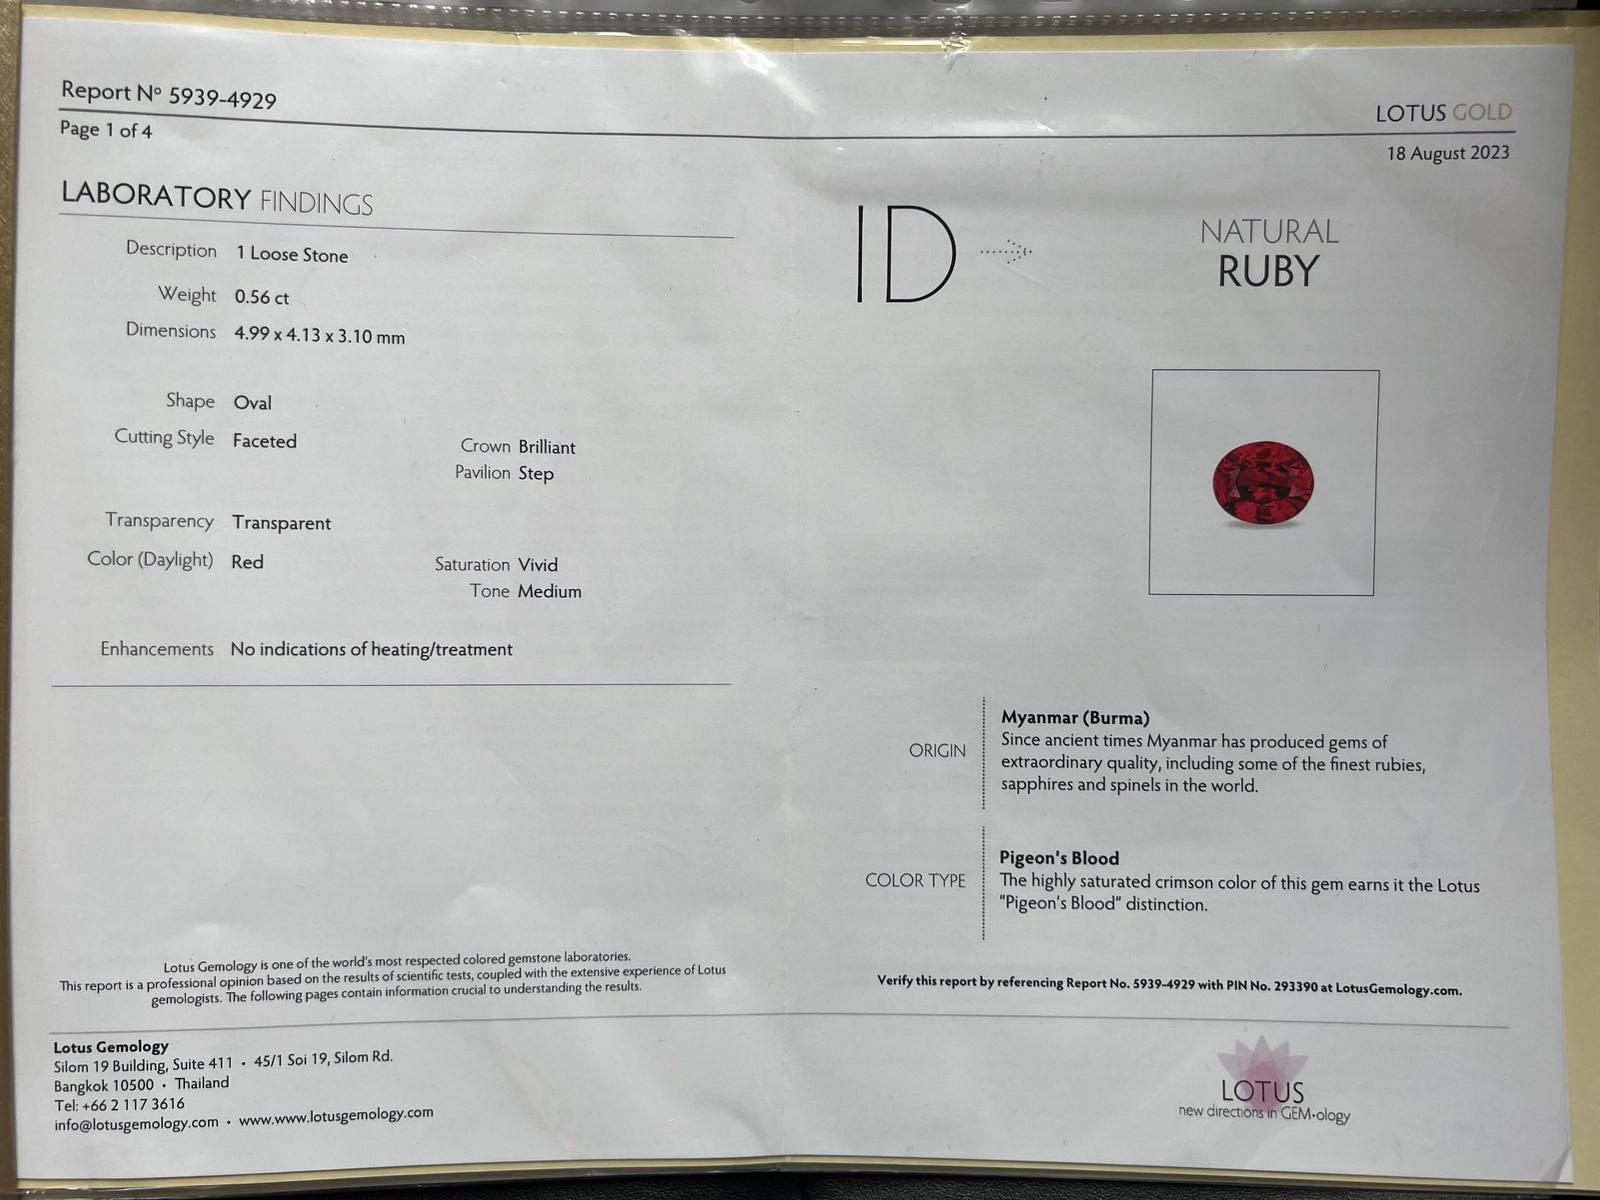 Report Nº 5939-4929
Page 1 of 4
LOTUS GOLD
18 August 2023
LABORATORY FINDINGS
Description 1 Loose Stone
Weight 0.56 ct
Dimensions 4.99 x 4.13 x 3.10 mm
Shape Oval
Cutting Style Faceted
Crown Brilliant
Pavilion Step
Transparency Transparent
Color (Daylight) Red
Saturation Vivid
Tone Medium
Enhancements No indications of heating/treatment
Lotus Gemology is one of the world's most respected colored gemstone laboratories.
This report is a professional opinion based on the results of scientific tests, coupled with the extensive experience of Lotus
gemologists. The following pages contain information crucial to understanding the results.
Lotus Gemology
Silom 19 Building, Suite 411 • 45/1 Soi 19, Silom Rd.
Bangkok 10500 • Thailand
Tel: +66 2 117 3616
info@lotusgemology.com • www.www.lotusgemology.com
ID
NATURAL
RUBY
ORIGIN
Myanmar (Burma)
Since ancient times Myanmar has produced gems of
extraordinary quality, including some of the finest rubies,
sapphires and spinels in the world.
COLOR TYPE
Pigeon's Blood
The highly saturated crimson color of this gem earns it the Lotus
"Pigeon's Blood" distinction.
Verify this report by referencing Report No. 5939-4929 with PIN No. 293390 at LotusGemology.com.
LOTUS
new directions in GEM•ology